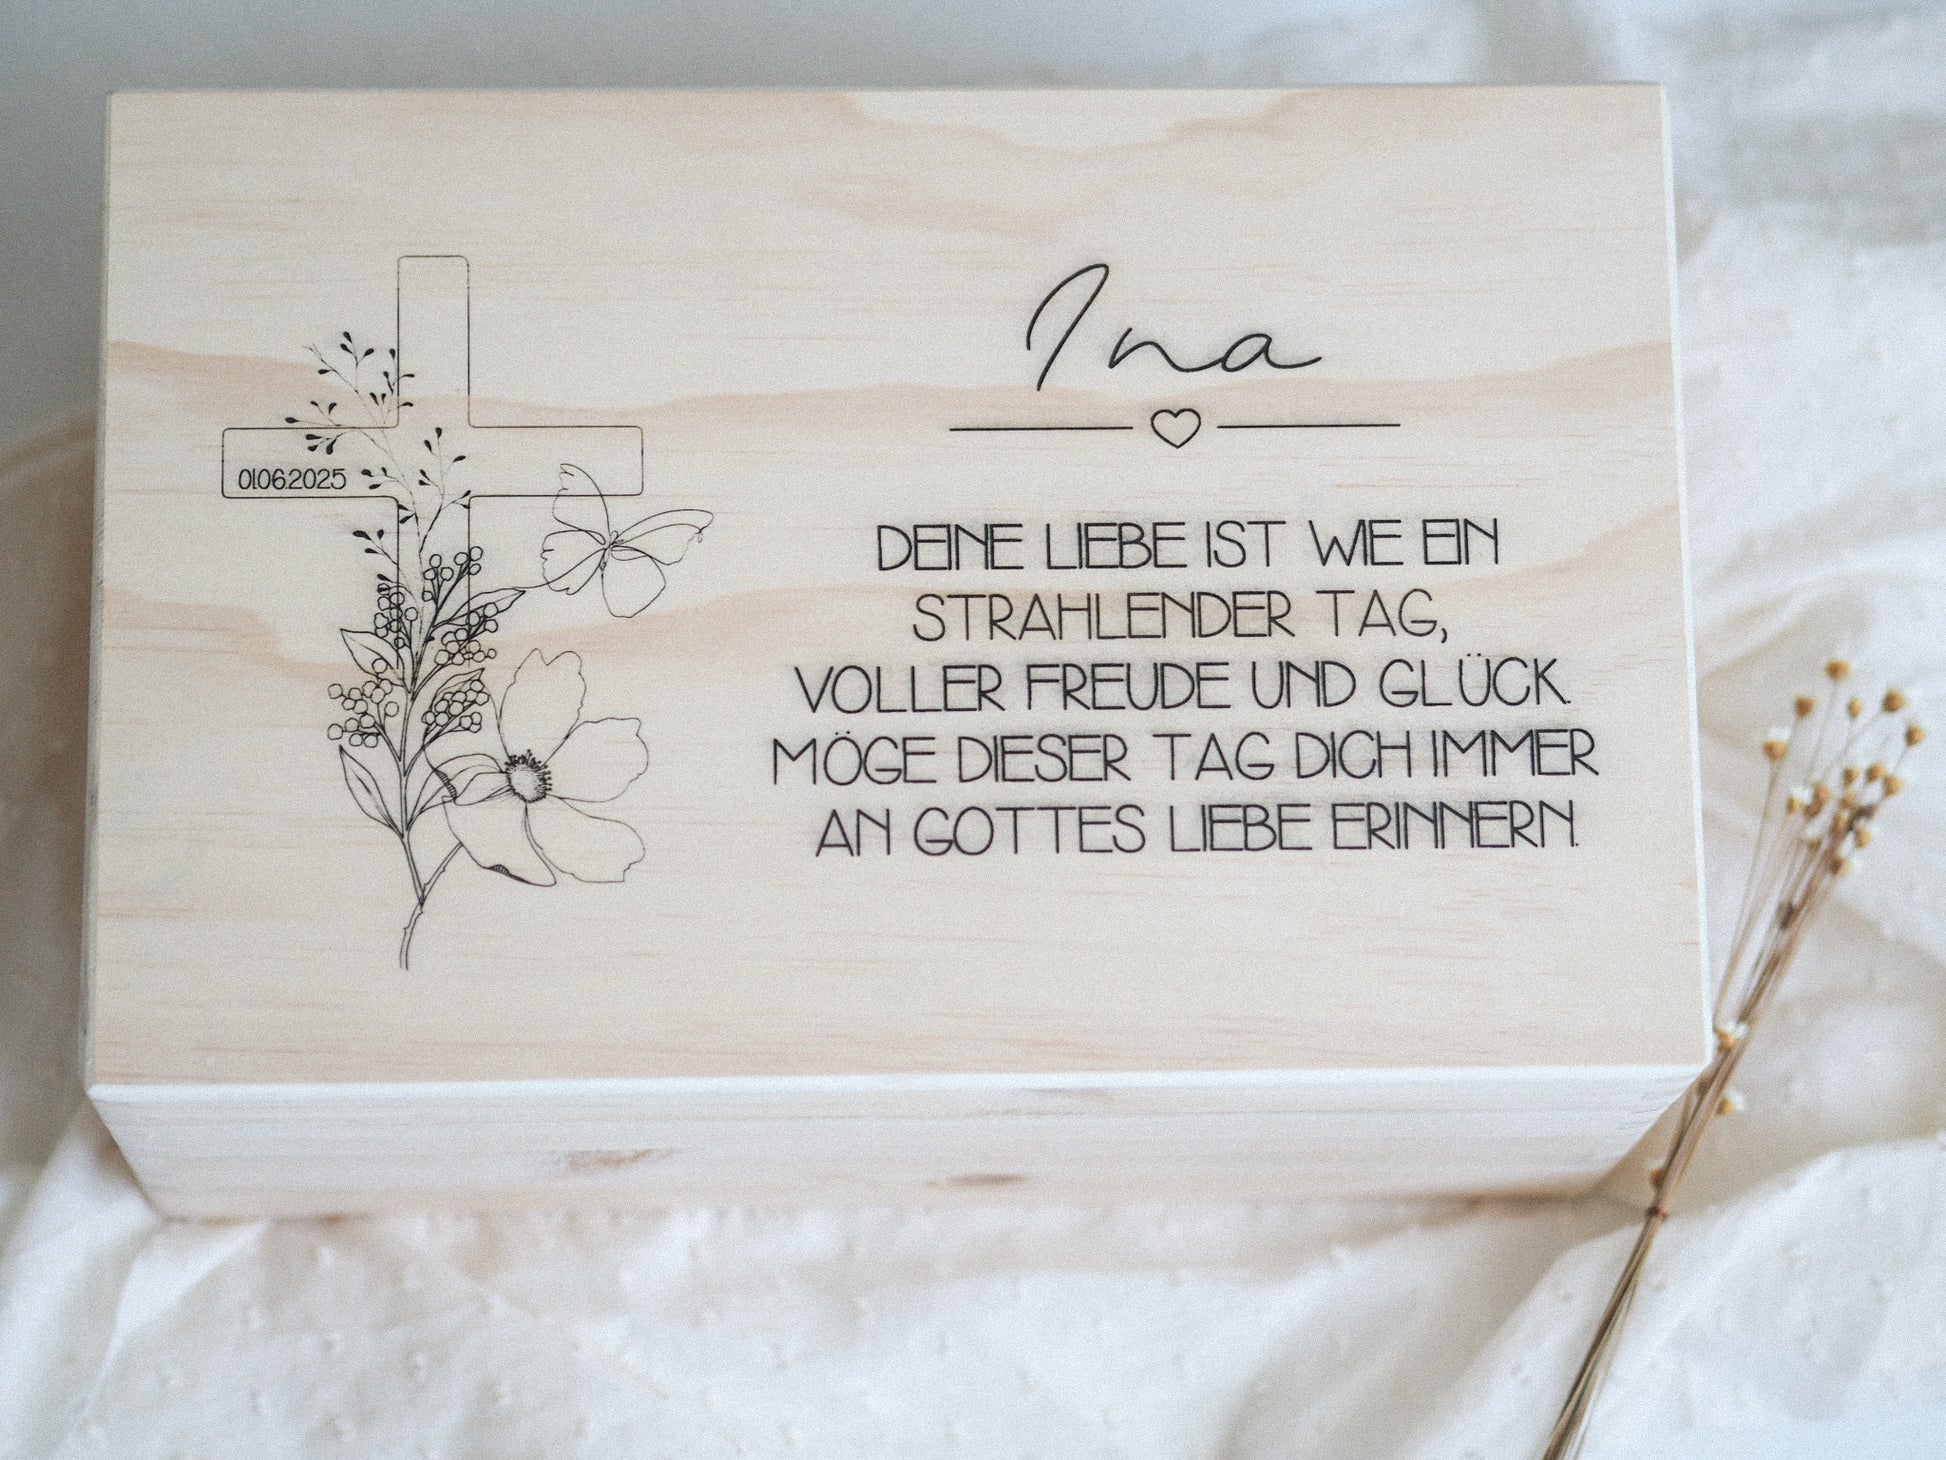 01.06.2025
Ina
DEINE LIEBE IST WIE EIN
STRAHLENDER TAG,
VOLLER FREUDE UND GLÜCK.
MÖGE DIESER TAG DICH IMMER
AN GOTTES LIEBE ERINNERN.